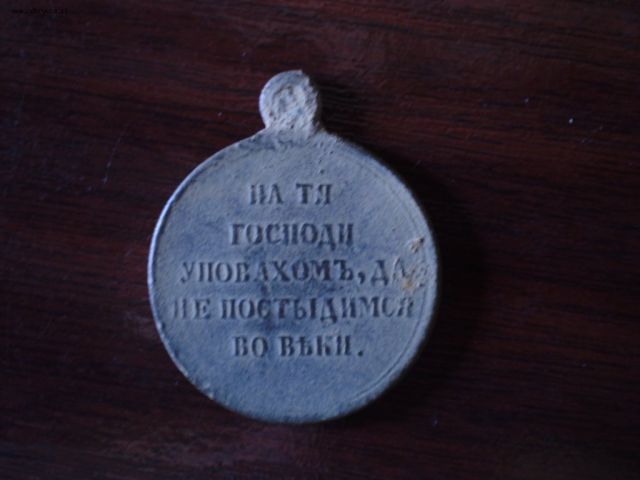 НА ТЯ
ГОСПОДИ
УПОВАХОМЪ, ДА
НЕ ПОСТЫДИМСЯ
ВО ВѢКИ.